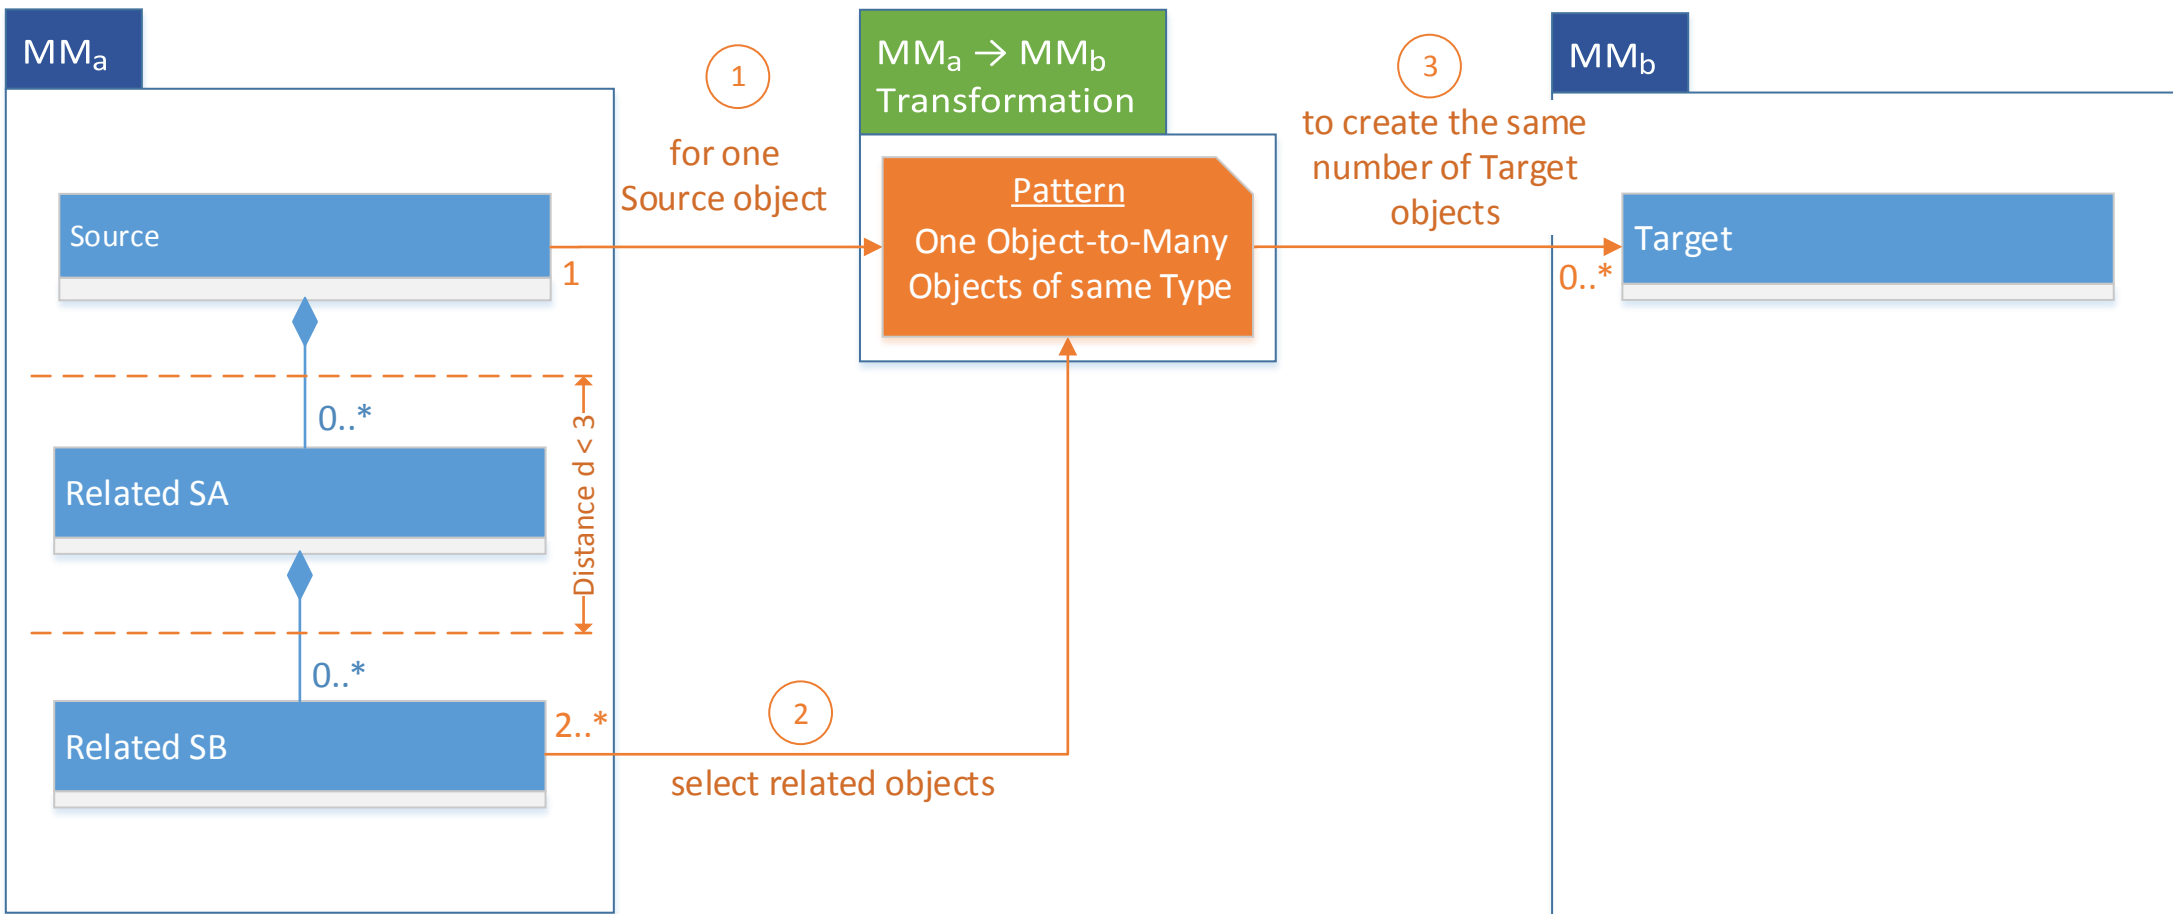 MMa
Source
1
0..*
Related SA
Distance d < 3
0..*
Related SB
2..*
1
for one
Source object
2
select related objects
MMa → MMb
Transformation
Pattern
One Object-to-Many
Objects of same Type
3
to create the same
number of Target
objects
0..*
MMb
Target